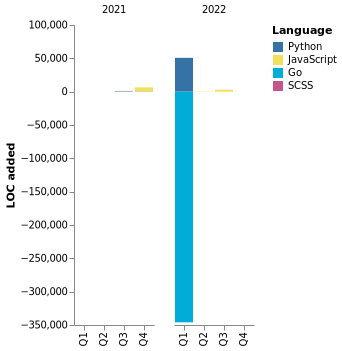 2021 2022
Language
Python
JavaScript
Go
SCSS
LOC added
100,000
50,000
0
−50,000
−100,000
−150,000
−200,000
−250,000
−300,000
−350,000
Q1 Q2 Q3 Q4 Q1 Q2 Q3 Q4